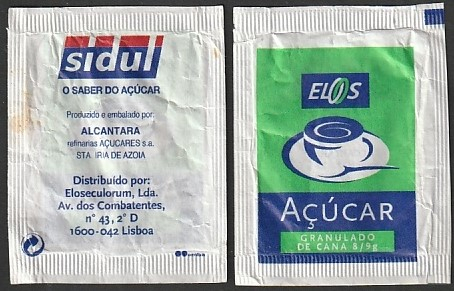 sidul
O SABER DO AÇÚCAR
Produzido e embalado por:
ALCANTARA
refinarias AÇUCARES s.a.
STA. IRIA DE AZOIA
Distribuído por:
Eloseculorum, Lda.
Av. dos Combatentes,
nº 43, 2º D
1600-042 Lisboa
ELOS
AÇÚCAR
GRANULADO
DE CANA 8/9g